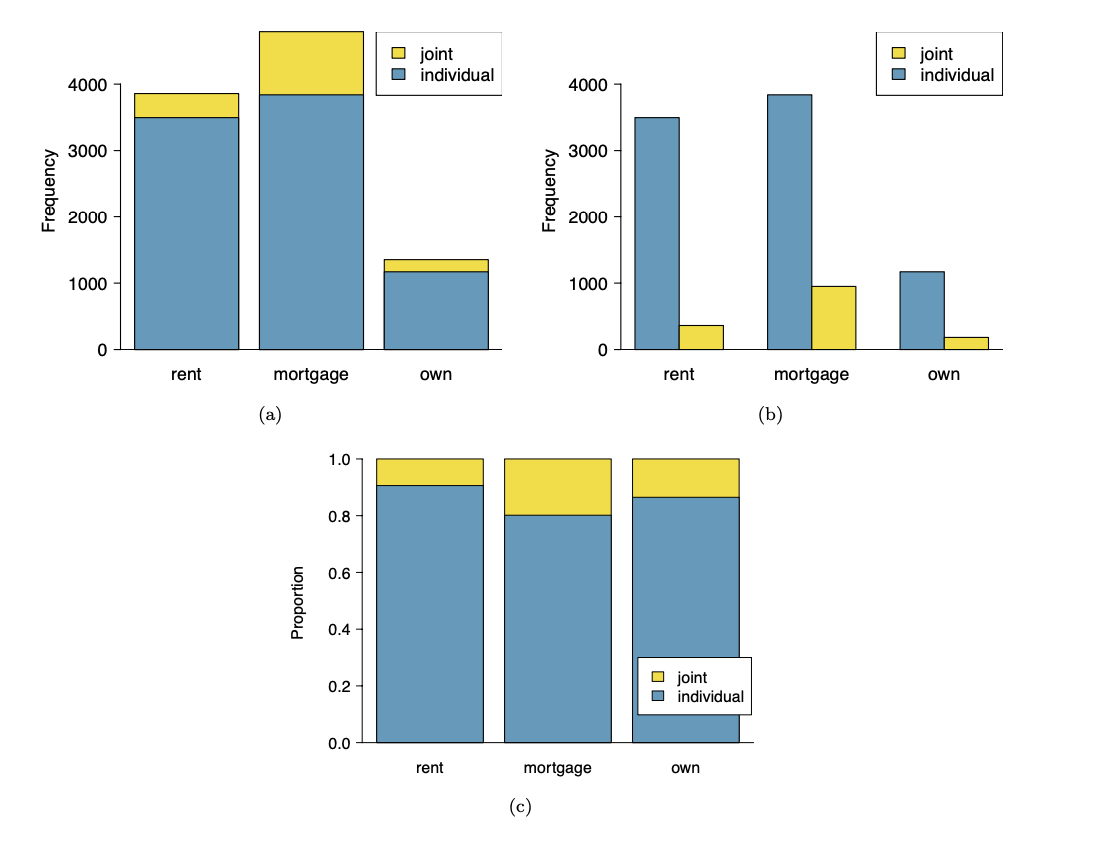 joint
individual
Frequency
4000
3000
2000
1000
0
rent mortgage own
(a)
joint
individual
Frequency
4000
3000
2000
1000
0
rent mortgage own
(b)
Proportion
1.0
0.8
0.6
0.4
0.2
0.0
joint
individual
rent mortgage own
(c)